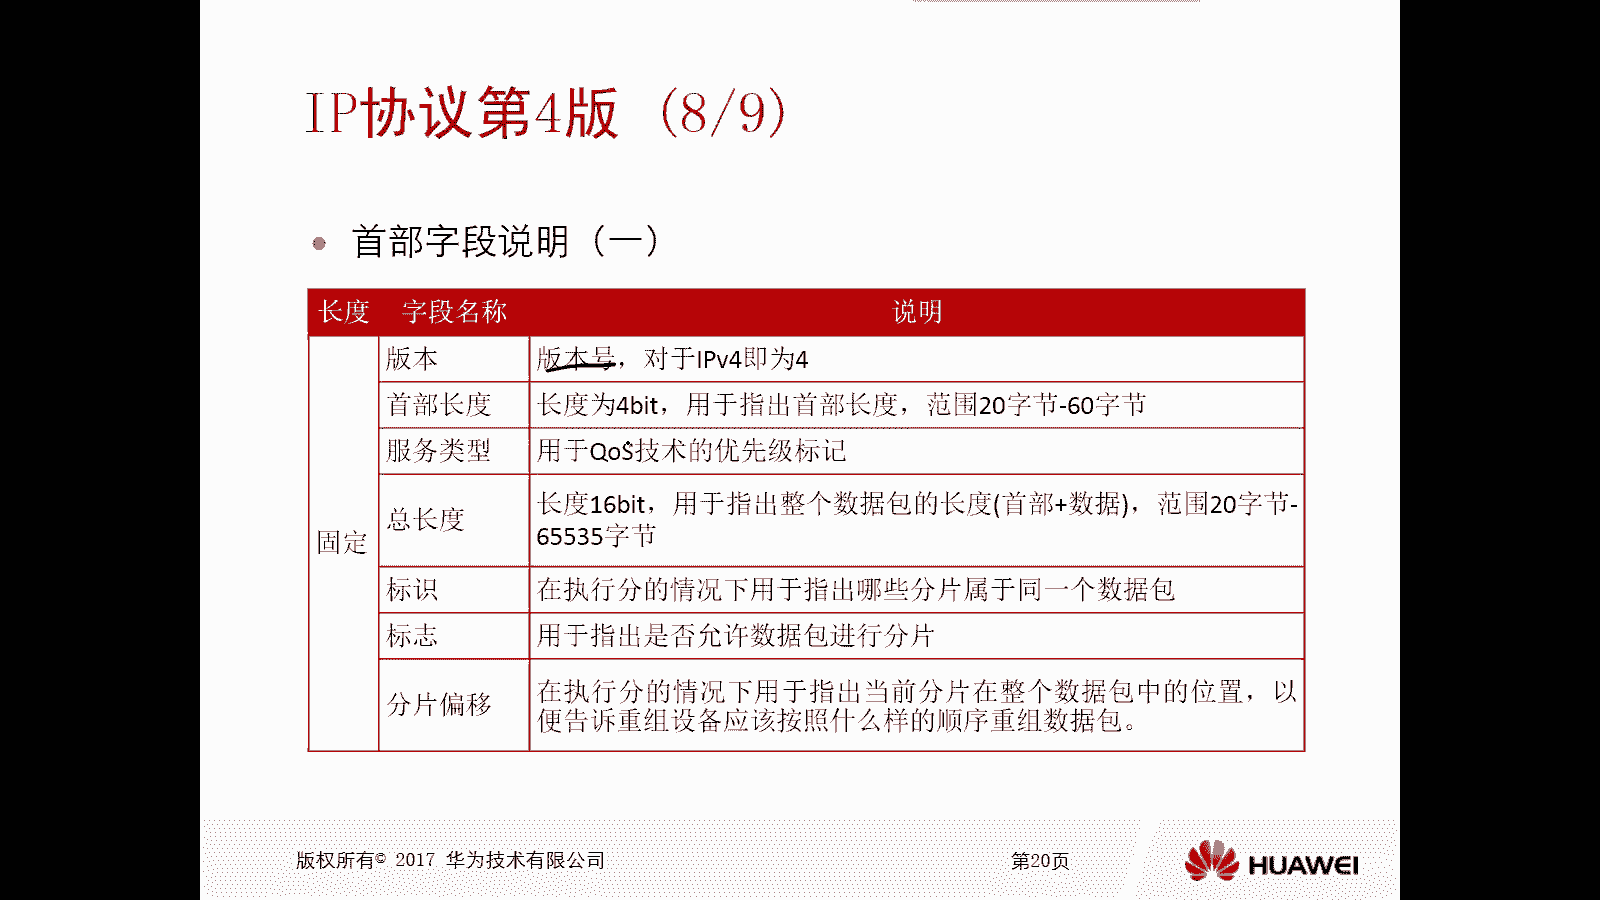 IP协议第4版 (8/9)
首部字段说明（一）
长度 字段名称 说明
固定
版本 版本号，对于IPv4即为4
首部长度 长度为4bit，用于指出首部长度，范围20字节-60字节
服务类型 用于QoS技术的优先级标记
总长度 长度16bit，用于指出整个数据包的长度(首部+数据)，范围20字节-
65535字节
标识 在执行分的情况下用于指出哪些分片属于同一个数据包
标志 用于指出是否允许数据包进行分片
分片偏移 在执行分的情况下用于指出当前分片在整个数据包中的位置，以
便告诉重组设备应该按照什么样的顺序重组数据包。
版权所有© 2017 华为技术有限公司 第20页 HUAWEI